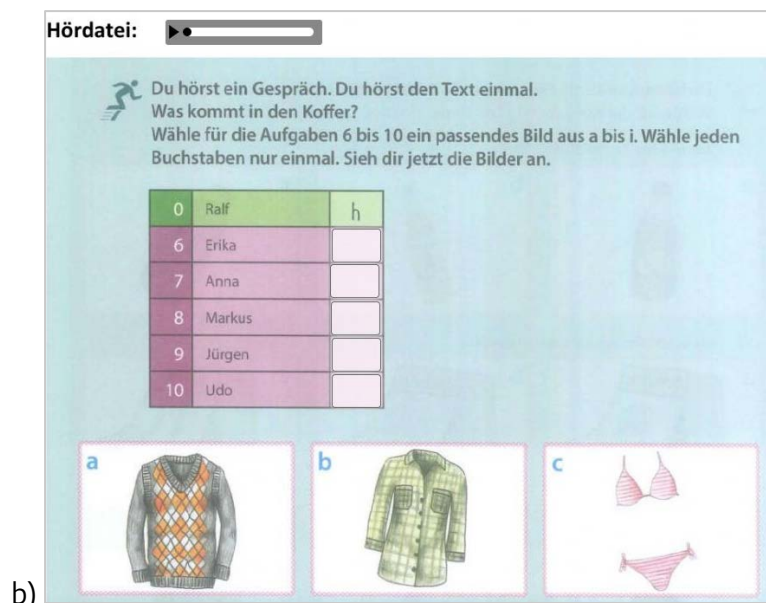 Hördatei:
Du hörst ein Gespräch. Du hörst den Text einmal.
Was kommt in den Koffer?
Wähle für die Aufgaben 6 bis 10 ein passendes Bild aus a bis i. Wähle jeden
Buchstaben nur einmal. Sieh dir jetzt die Bilder an.
0 Ralf h
6 Erika
7 Anna
8 Markus
9 Jürgen
10 Udo
a b c
b)